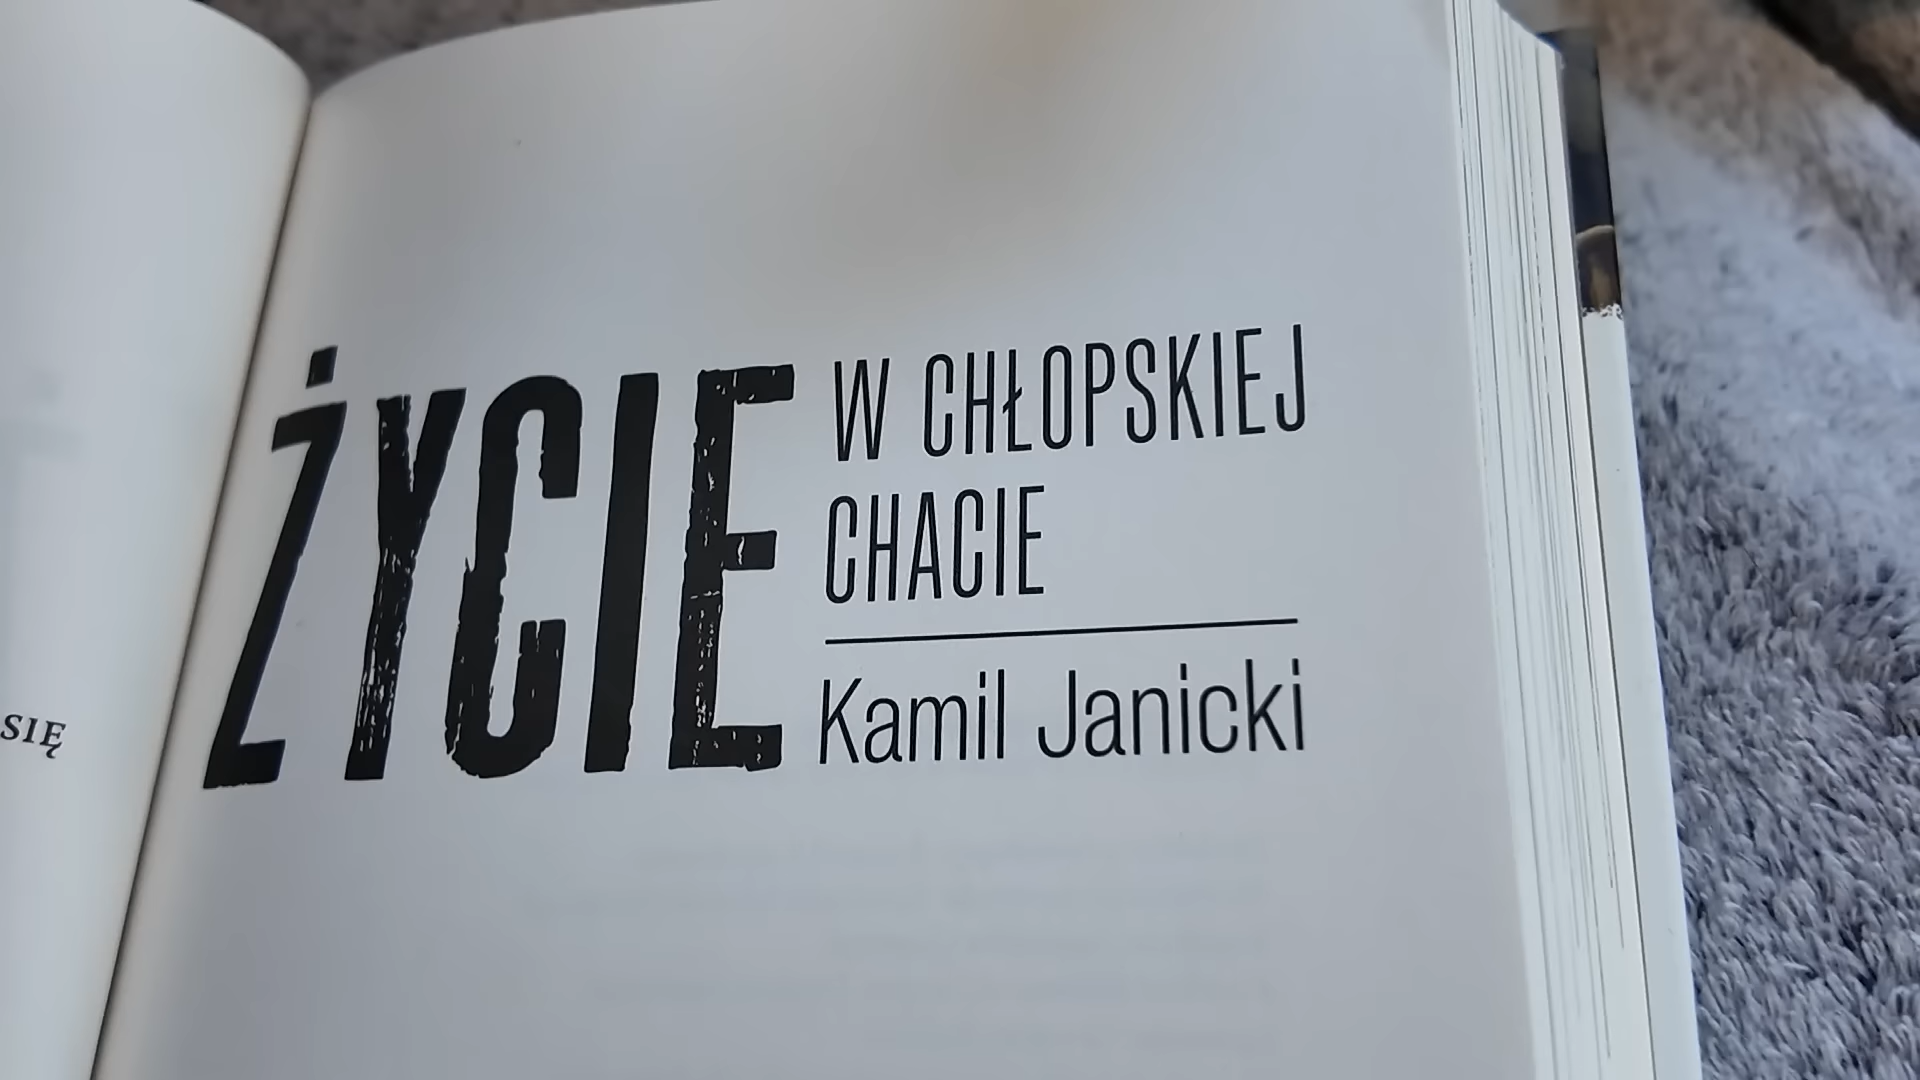 SIĘ
ŻYCIE
W CHŁOPSKIEJ
CHACIE
Kamil Janicki